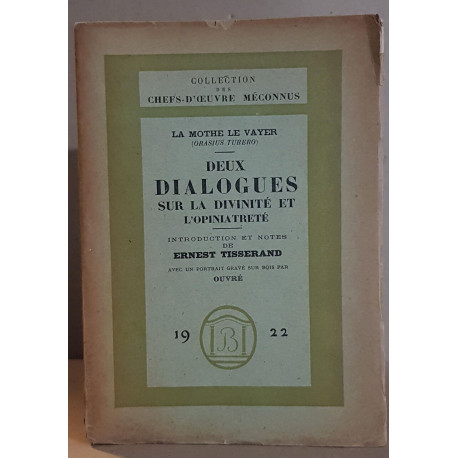 COLLECTION
DES
CHEFS-D'ŒUVRE MÉCONNUS
LA MOTHE LE VAYER
(ORASIUS TUBERO)
DEUX
DIALOGUES
SUR LA DIVINITÉ ET
L'OPINIATRETÉ
INTRODUCTION ET NOTES
DE
ERNEST TISSERAND
AVEC UN PORTRAIT GRAVÉ SUR BOIS PAR
OUVRÉ
19 B 22